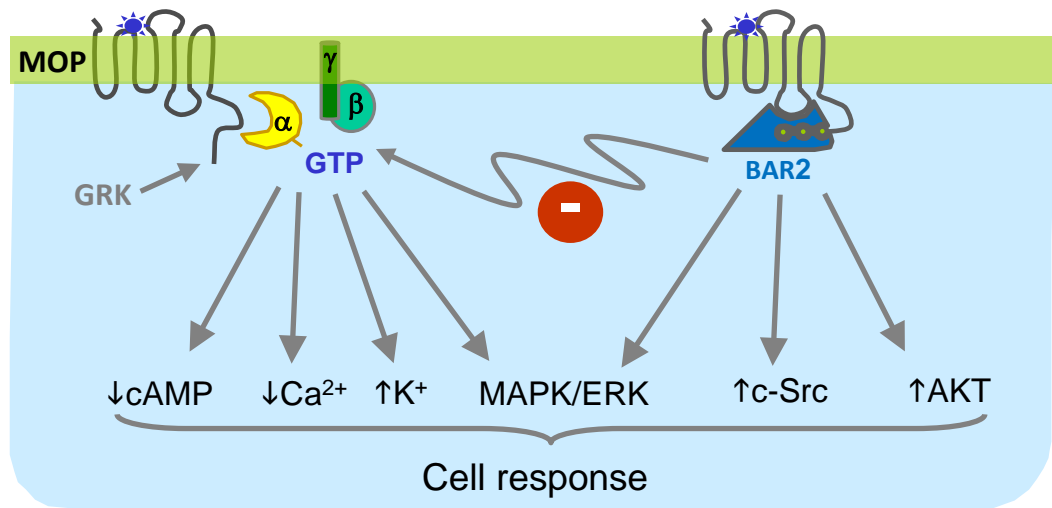 MOP
γ
β
α
GTP
GRK
BAR2
-
↓cAMP
↓Ca²⁺
↑K⁺
MAPK/ERK
↑c-Src
↑AKT
Cell response